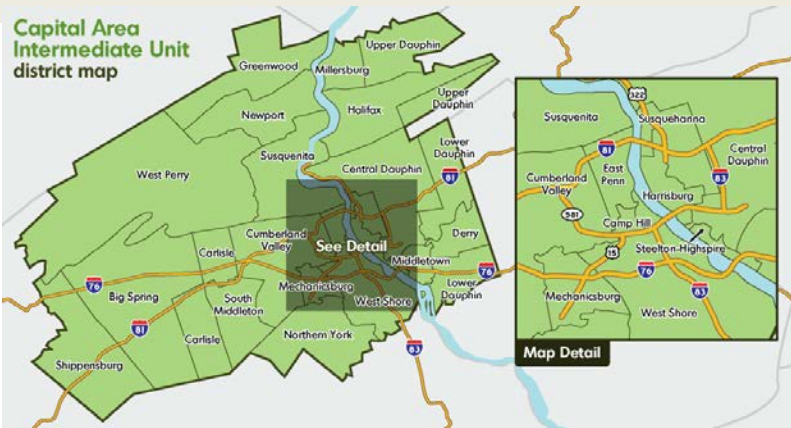 Capital Area
Intermediate Unit
district map
Upper Dauphin
Greenwood
Millersburg
Upper
Dauphin
Halifax
Newport
Lower
Dauphin
Susquenita
Central Dauphin
West Perry
81
Cumberland
Valley
See Detail
Derry
Carlisle
Middletown
76
76
Big Spring
South
Middleton
Mechanicsburg
West Shore
Lower
Dauphin
81
Carlisle
Northern York
83
Shippensburg
322
Susquenita
Susquehanna
81
Central
Dauphin
East
Penn
83
Cumberland
Valley
Harrisburg
581
Camp Hill
Steelton-Highspire
15
76
Mechanicsburg
83
West Shore
Map Detail